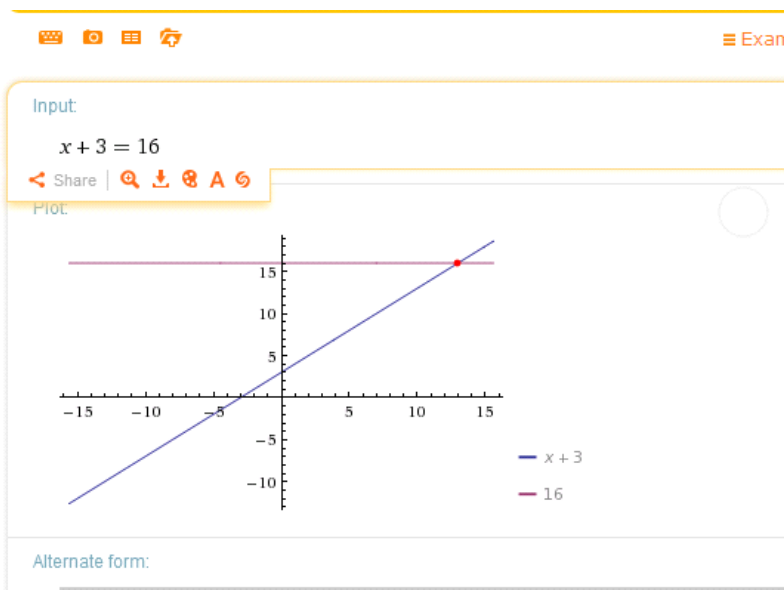 ≡ Exam
Input:
x + 3 = 16
Share | A
Plot:
15
10
5
−15 −10 −5 5 10 15
−5
−10
x + 3
16
Alternate form: